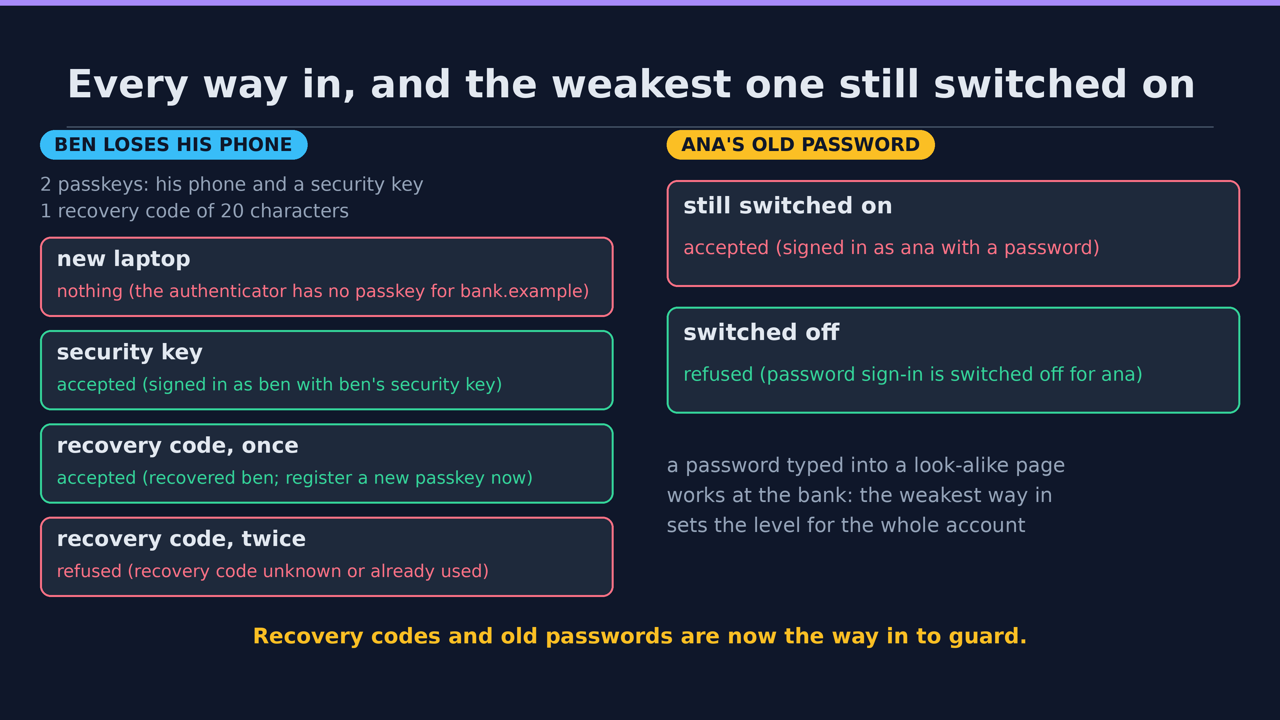 Every way in, and the weakest one still switched on
BEN LOSES HIS PHONE
2 passkeys: his phone and a security key
1 recovery code of 20 characters
new laptop
nothing (the authenticator has no passkey for bank.example)
security key
accepted (signed in as ben with ben's security key)
recovery code, once
accepted (recovered ben; register a new passkey now)
recovery code, twice
refused (recovery code unknown or already used)
ANA'S OLD PASSWORD
still switched on
accepted (signed in as ana with a password)
switched off
refused (password sign-in is switched off for ana)
a password typed into a look-alike page
works at the bank: the weakest way in
sets the level for the whole account
Recovery codes and old passwords are now the way in to guard.